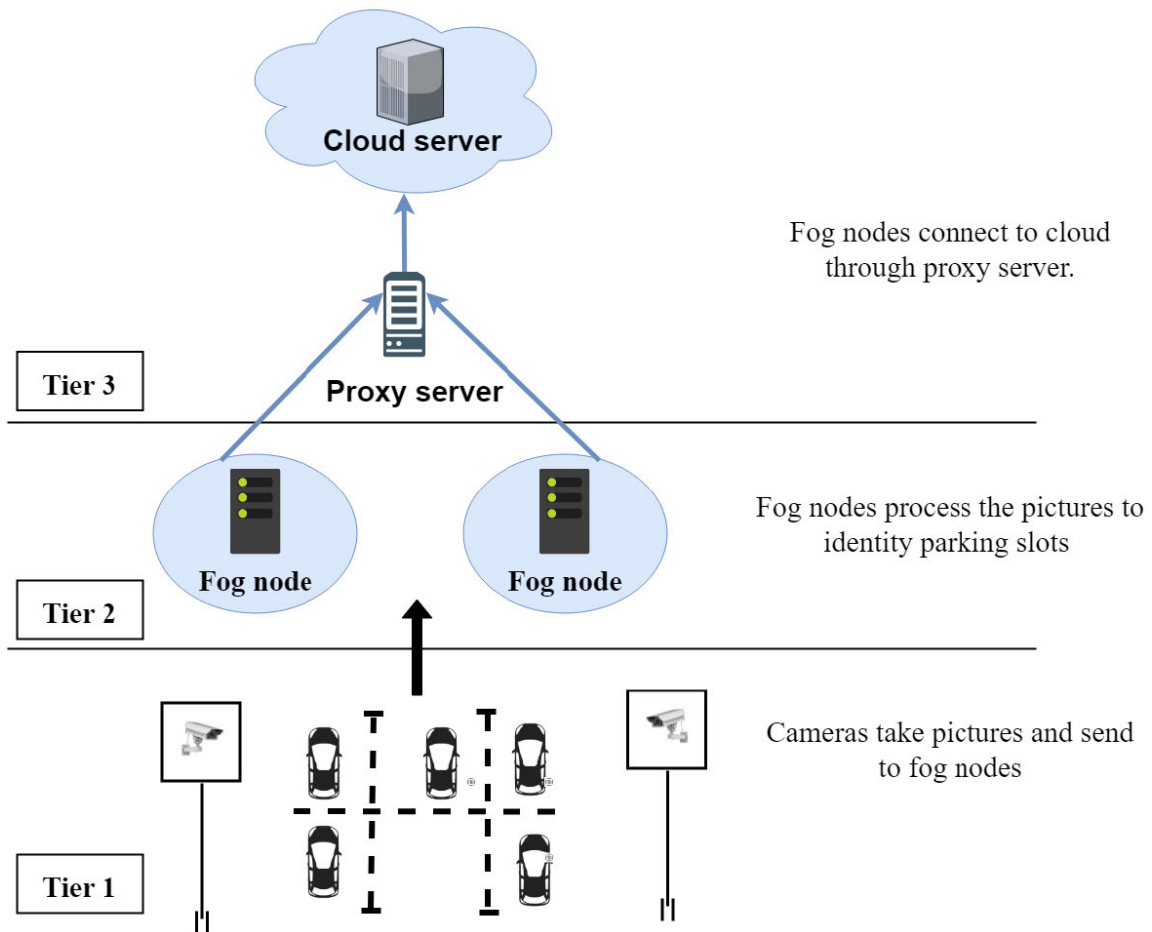 Cloud server
Fog nodes connect to cloud
through proxy server.
Tier 3
Proxy server
Fog node
Fog node
Fog nodes process the pictures to
identity parking slots
Tier 2
Cameras take pictures and send
to fog nodes
Tier 1